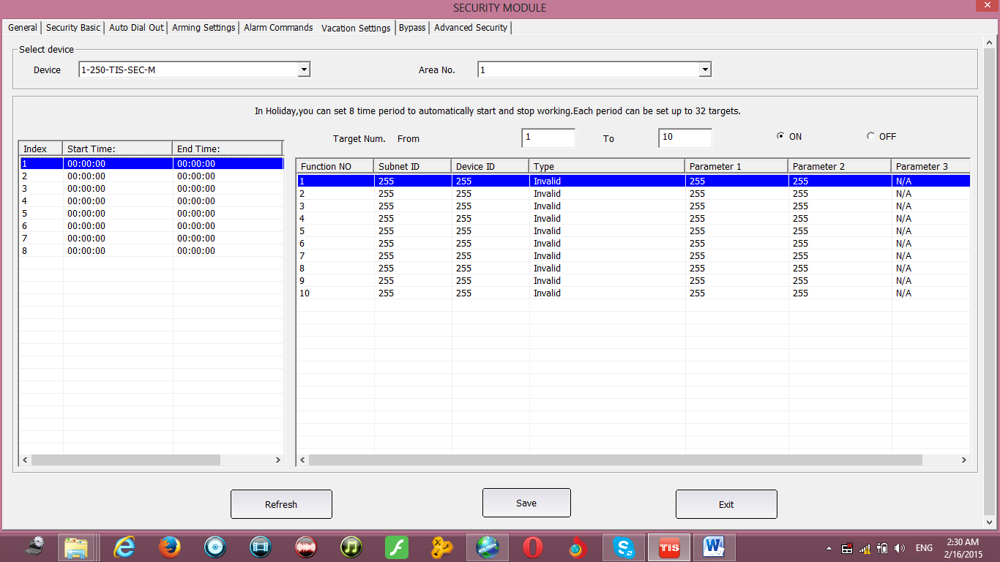 SECURITY MODULE
General Security Basic Auto Dial Out Arming Settings Alarm Commands Vacation Settings Bypass Advanced Security
Select device
Device 1-250-TIS-SEC-M Area No. 1
In Holiday,you can set 8 time period to automatically start and stop working.Each period can be set up to 32 targets.
Target Num. From 1 To 10 ON OFF
Index Start Time: End Time:
1 00:00:00 00:00:00
2 00:00:00 00:00:00
3 00:00:00 00:00:00
4 00:00:00 00:00:00
5 00:00:00 00:00:00
6 00:00:00 00:00:00
7 00:00:00 00:00:00
8 00:00:00 00:00:00
Function NO Subnet ID Device ID Type Parameter 1 Parameter 2 Parameter 3
1 255 255 Invalid 255 255 N/A
2 255 255 Invalid 255 255 N/A
3 255 255 Invalid 255 255 N/A
4 255 255 Invalid 255 255 N/A
5 255 255 Invalid 255 255 N/A
6 255 255 Invalid 255 255 N/A
7 255 255 Invalid 255 255 N/A
8 255 255 Invalid 255 255 N/A
9 255 255 Invalid 255 255 N/A
10 255 255 Invalid 255 255 N/A
Refresh Save Exit
TIS ENG 2:30 AM
2/16/2015